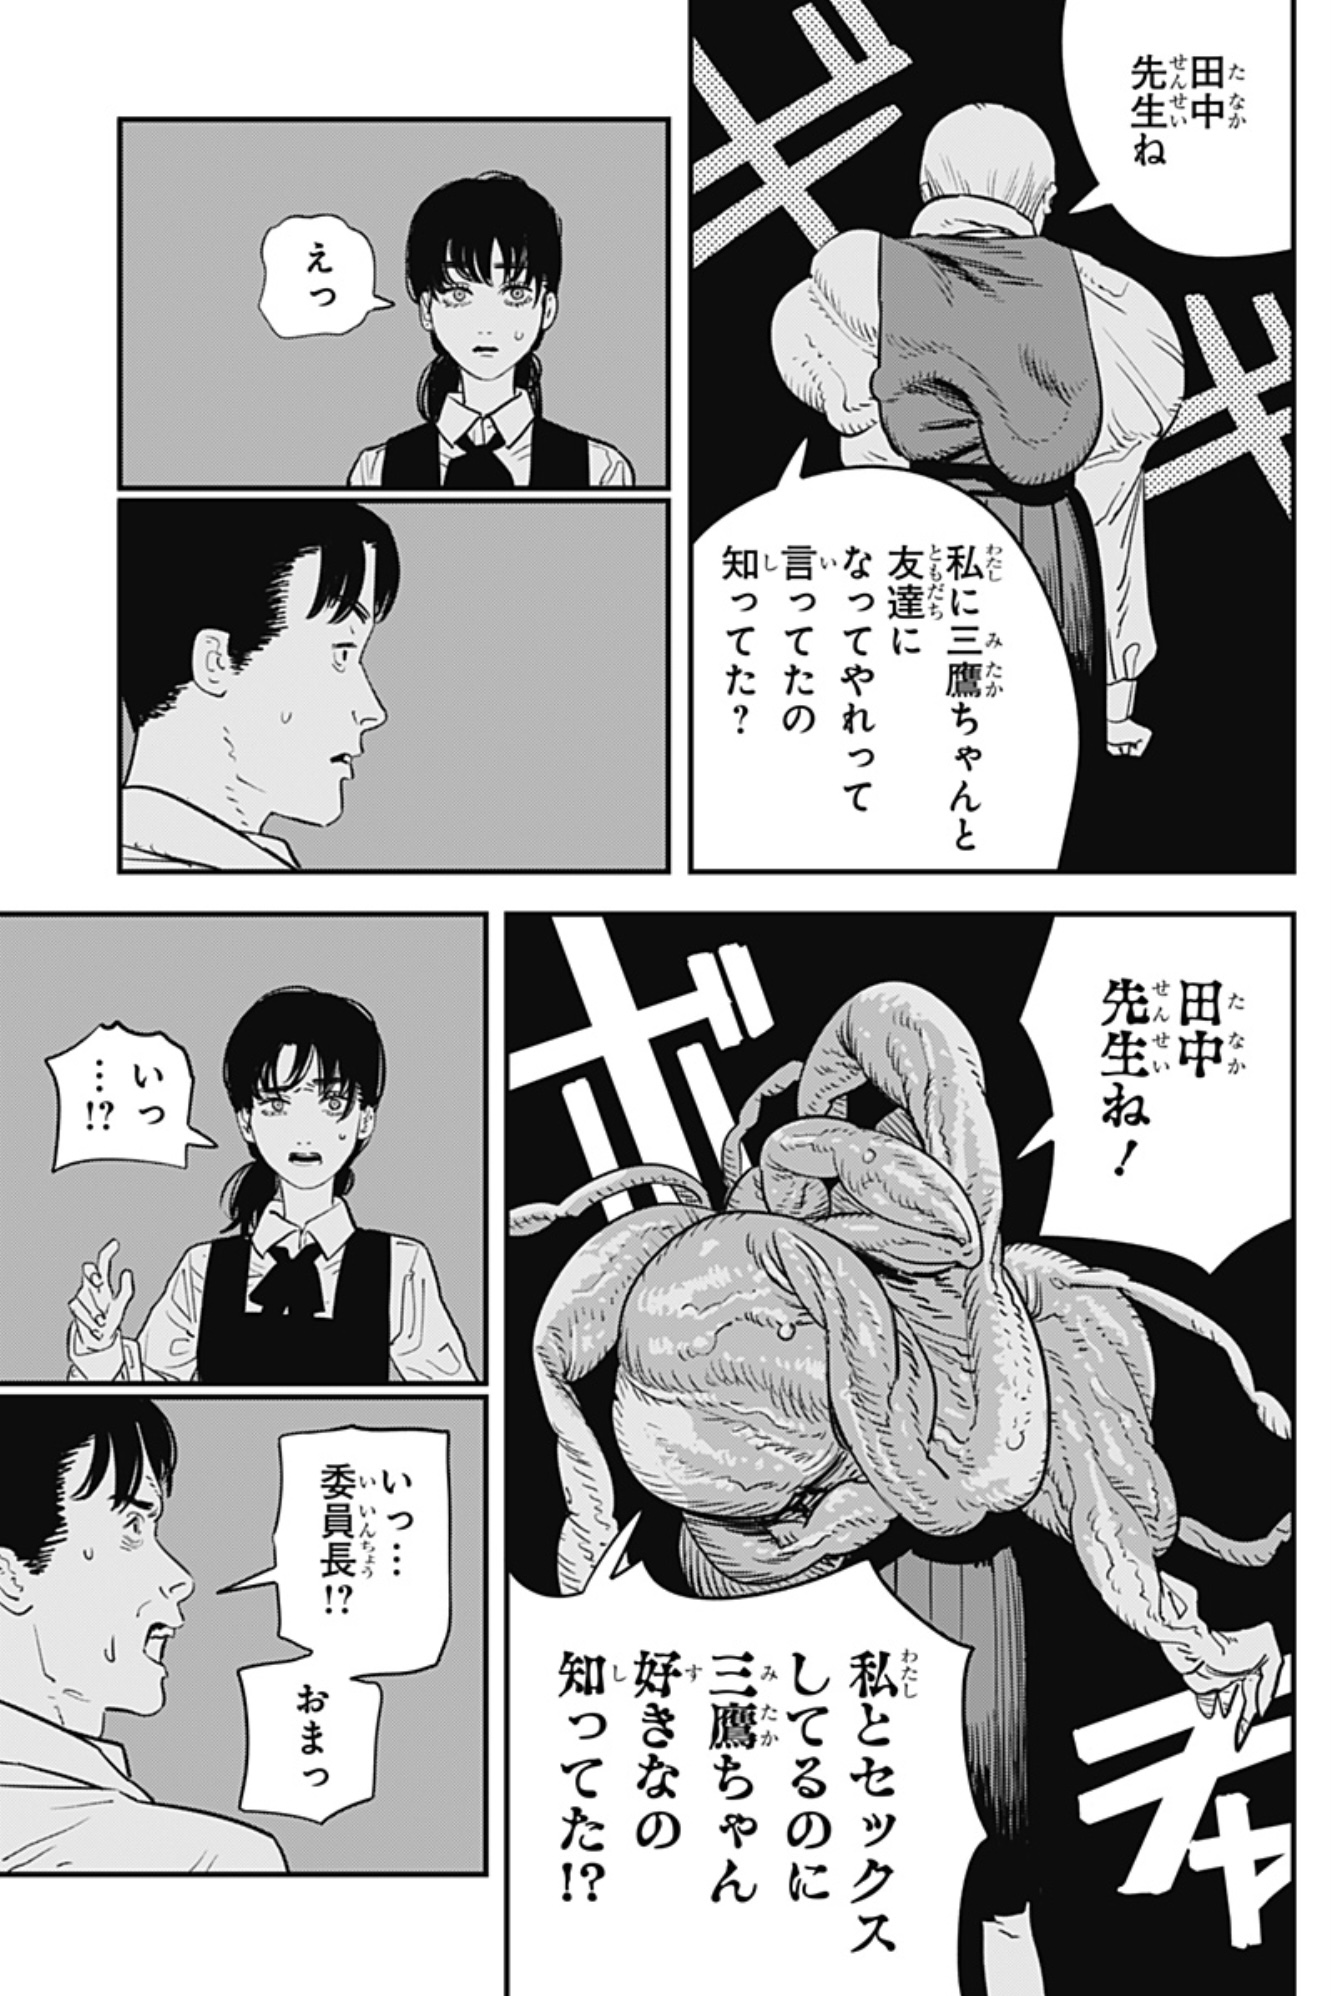 田中
先生ね
私に三鷹ちゃんと
友達に
なってやれって
言ってたの
知ってた？
えっ
田中
先生ね！
私とセックス
してるのに
三鷹ちゃん
好きなの
知ってた!?
いっ
…!?
いっ…
委員長!?
おまっ